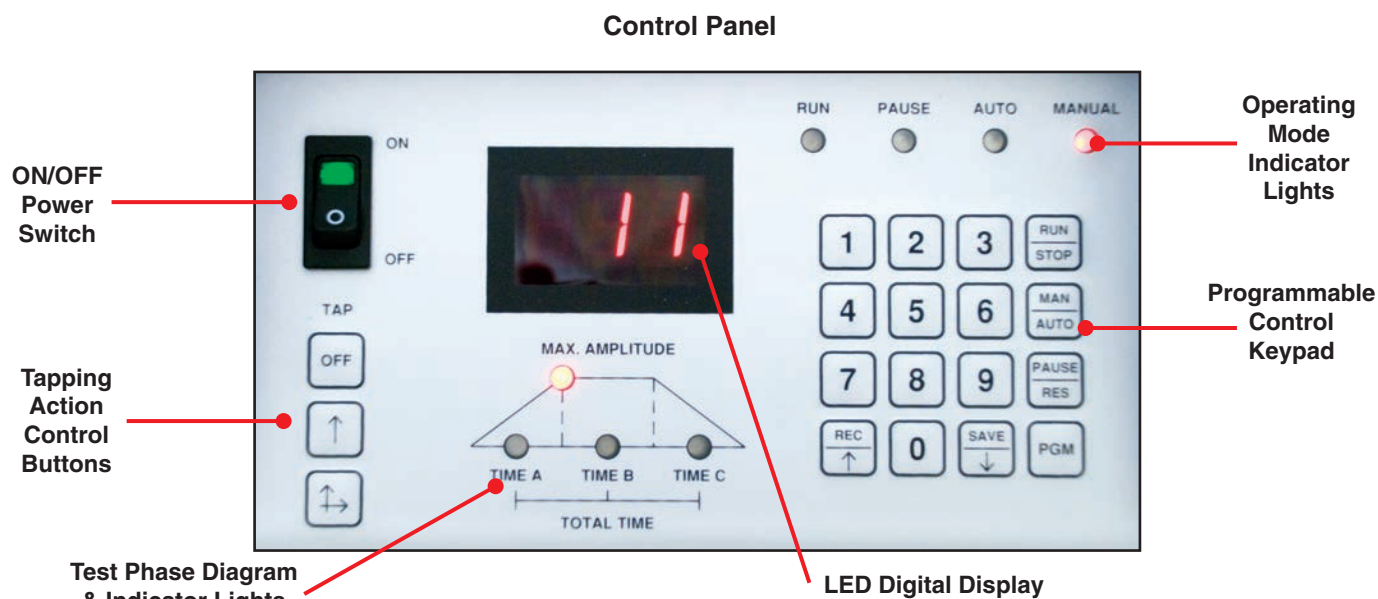 Control Panel
ON/OFF
Power
Switch
ON
OFF
TAP
OFF
Tapping
Action
Control
Buttons
11
MAX. AMPLITUDE
TIME A TIME B TIME C
TOTAL TIME
RUN PAUSE AUTO MANUAL
Operating
Mode
Indicator
Lights
1 2 3 RUN
STOP
4 5 6 MAN
AUTO
7 8 9 PAUSE
RES
REC 0 SAVE PGM
Programmable
Control
Keypad
Test Phase Diagram
& Indicator Lights
LED Digital Display